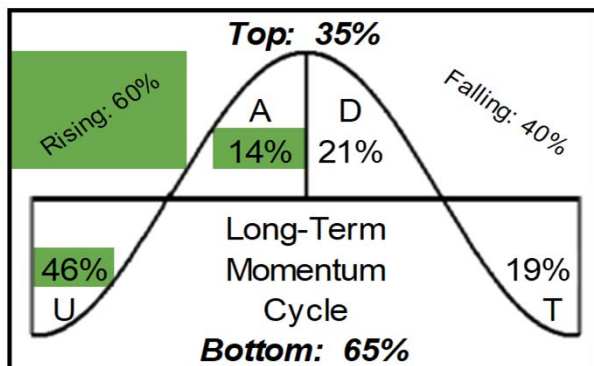 Top: 35%
Rising: 60%
Falling: 40%
A
D
14%
21%
Long-Term
46%
Momentum
19%
U
Cycle
T
Bottom: 65%